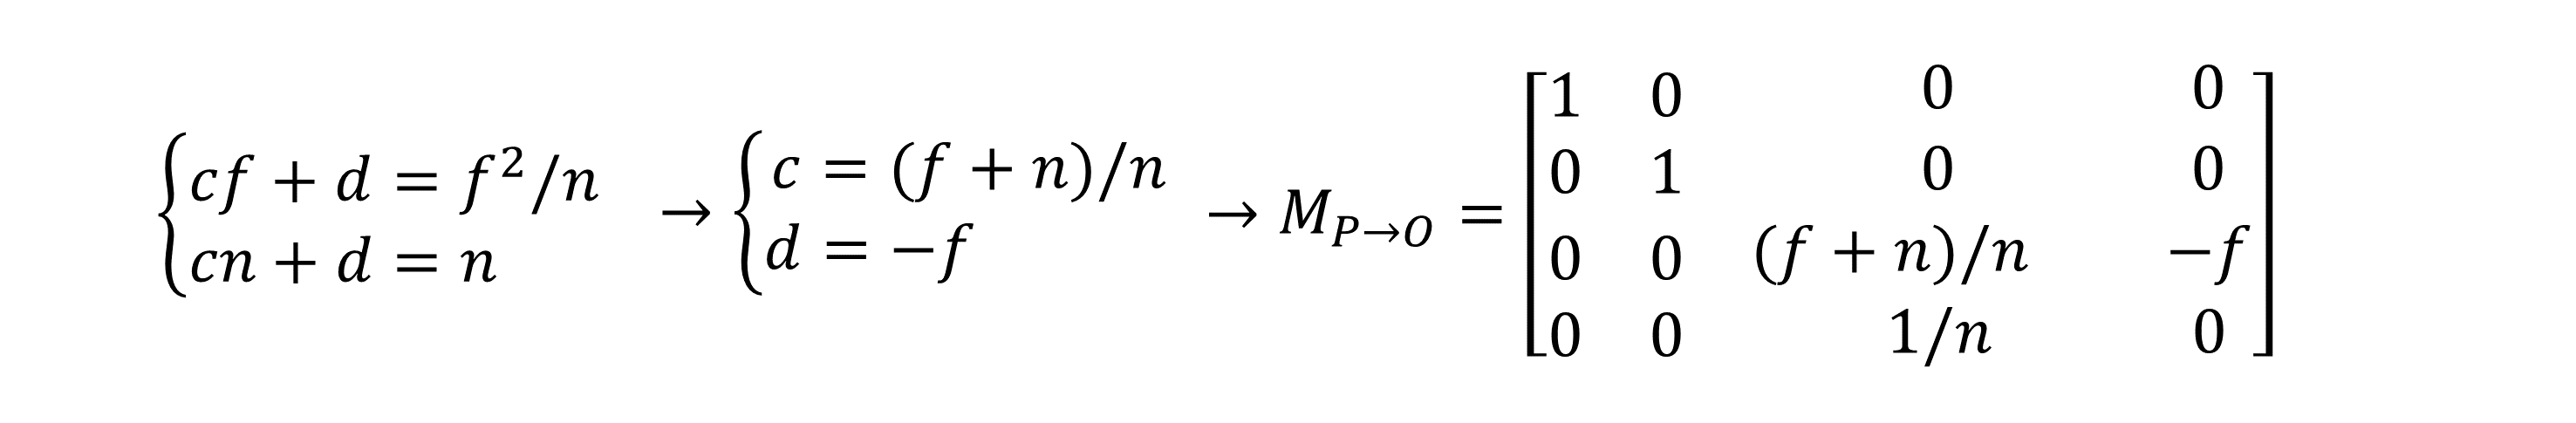 {cf + d = f²/n
cn + d = n
→ {c = (f + n)/n
d = −f
→ M_{P→O} = [1 0 0 0
0 1 0 0
0 0 (f + n)/n −f
0 0 1/n 0]